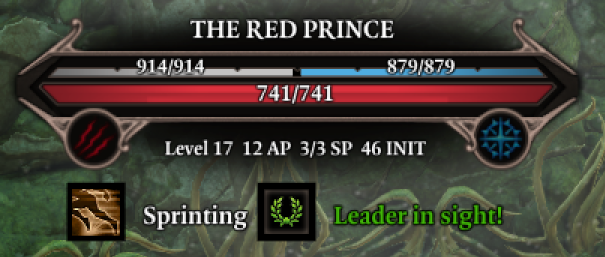 THE RED PRINCE
914/914 879/879
741/741
Level 17 12 AP 3/3 SP 46 INIT
Sprinting Leader in sight!